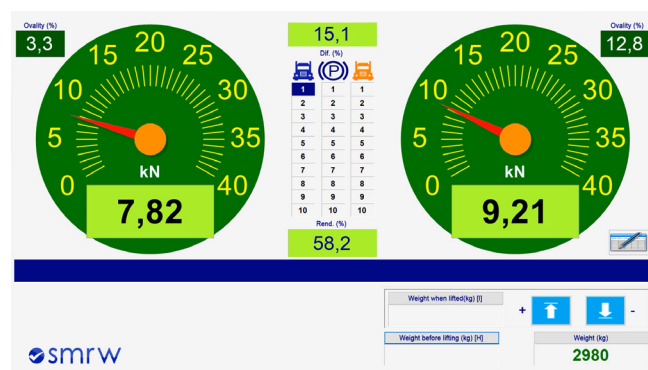 Ovality (%)
3,3
0
5
10
15
20
25
30
35
40
kN
7,82
15,1
Dif. (%)
P
1 1 1
2 2 2
3 3 3
4 4 4
5 5 5
6 6 6
7 7 7
8 8 8
9 9 9
10 10 10
Rend. (%)
58,2
Ovality (%)
12,8
0
5
10
15
20
25
30
35
40
kN
9,21
Weight when lifted(kg) [I]
+ -
Weight before lifting (kg) [H]
Weight (kg)
2980
smrw